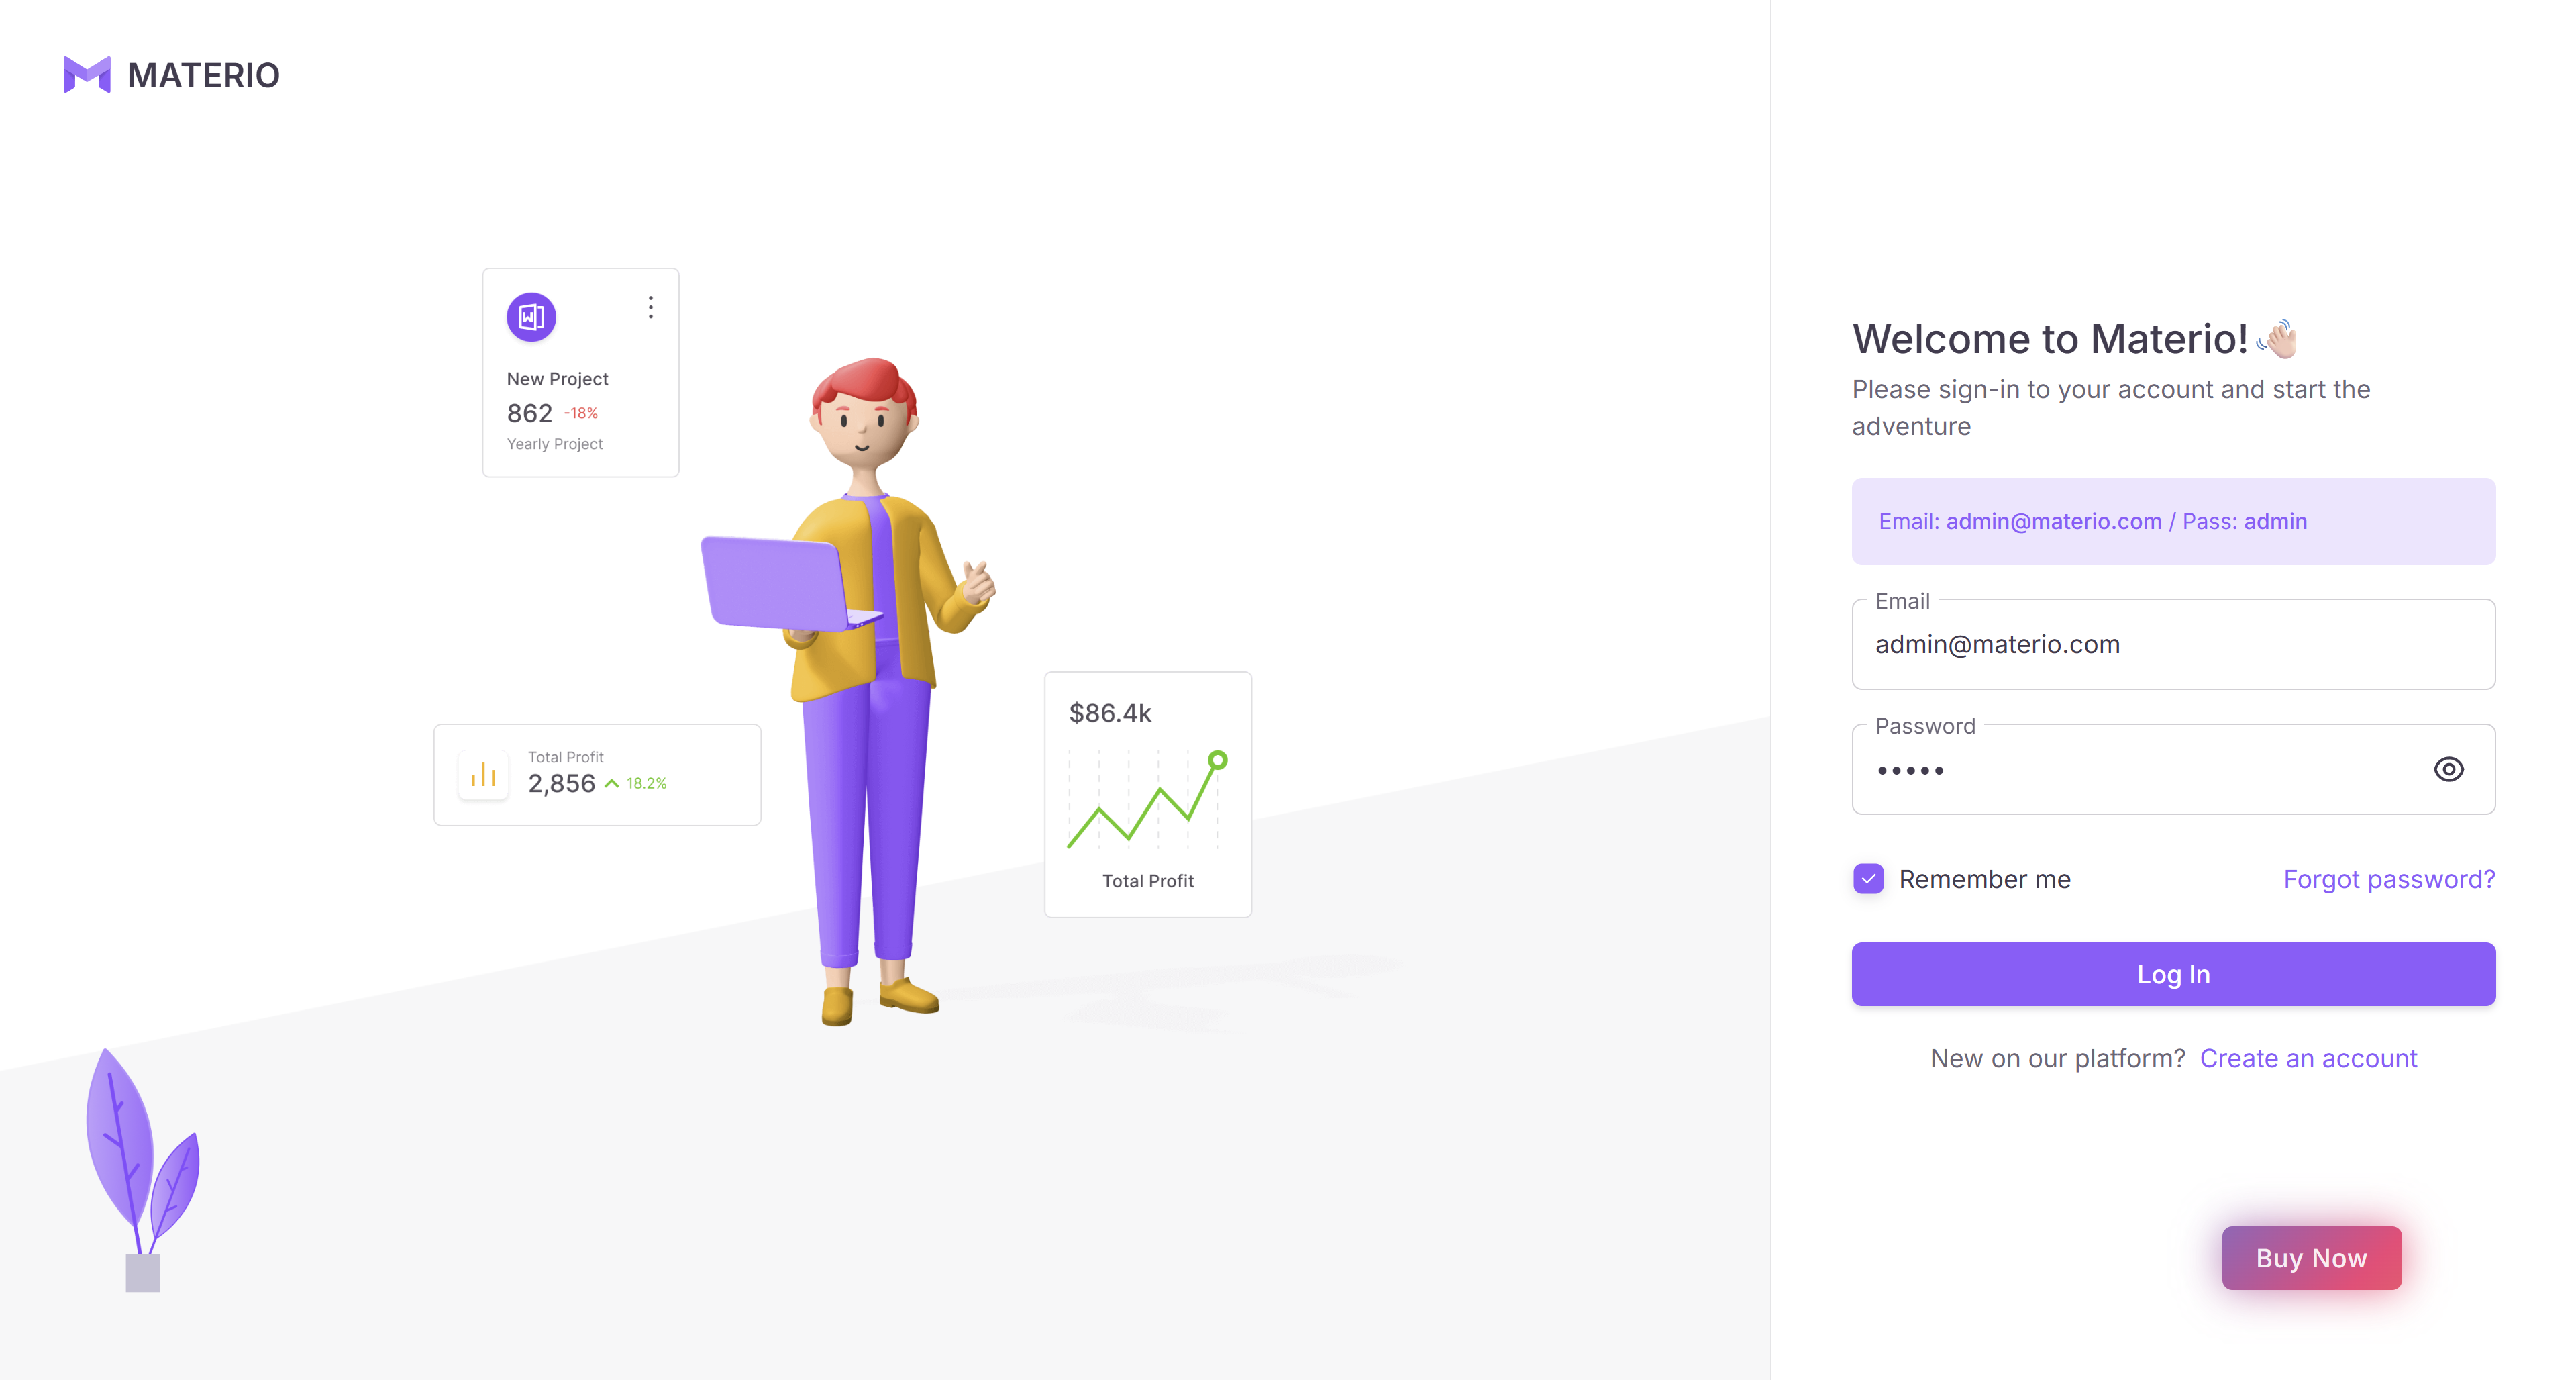 MATERIO
New Project
862 -18%
Yearly Project
Total Profit
2,856 18.2%
$86.4k
Total Profit
Welcome to Materio! 👋🏻
Please sign-in to your account and start the
adventure
Email: admin@materio.com / Pass: admin
Email
admin@materio.com
Password
•••••
Remember me Forgot password?
Log In
New on our platform? Create an account
Buy Now